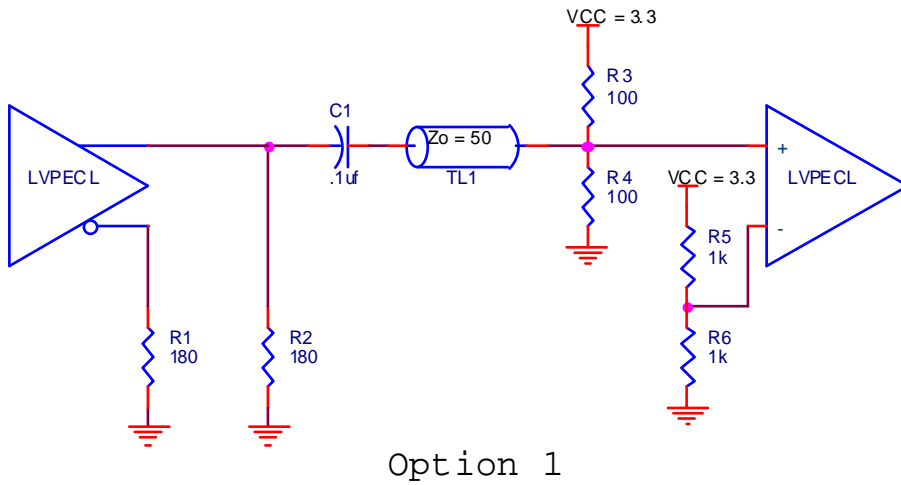 VCC = 3.3
R3
100
C1
.1uf
Zo = 50
TL1
LVPECL
R4
100
VCC = 3.3
+
LVPECL
-
R5
1k
R1
180
R2
180
R6
1k
Option 1